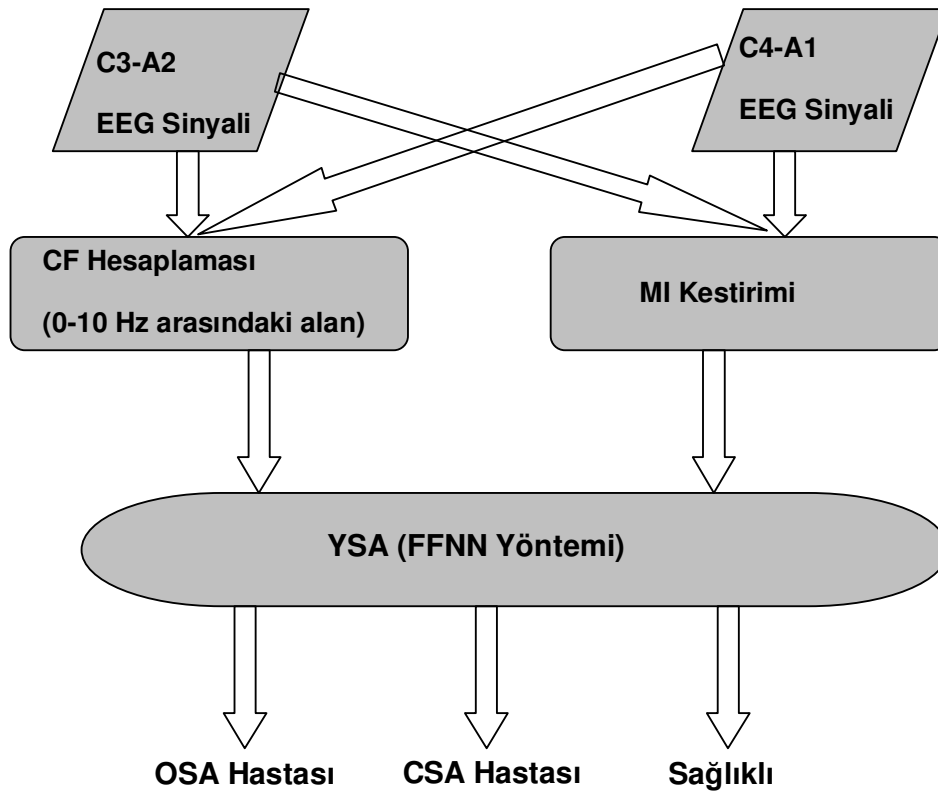 C3-A2
EEG Sinyali
C4-A1
EEG Sinyali
CF Hesaplaması
(0-10 Hz arasındaki alan)
MI Kestirimi
YSA (FFNN Yöntemi)
OSA Hastası
CSA Hastası
Sağlıklı